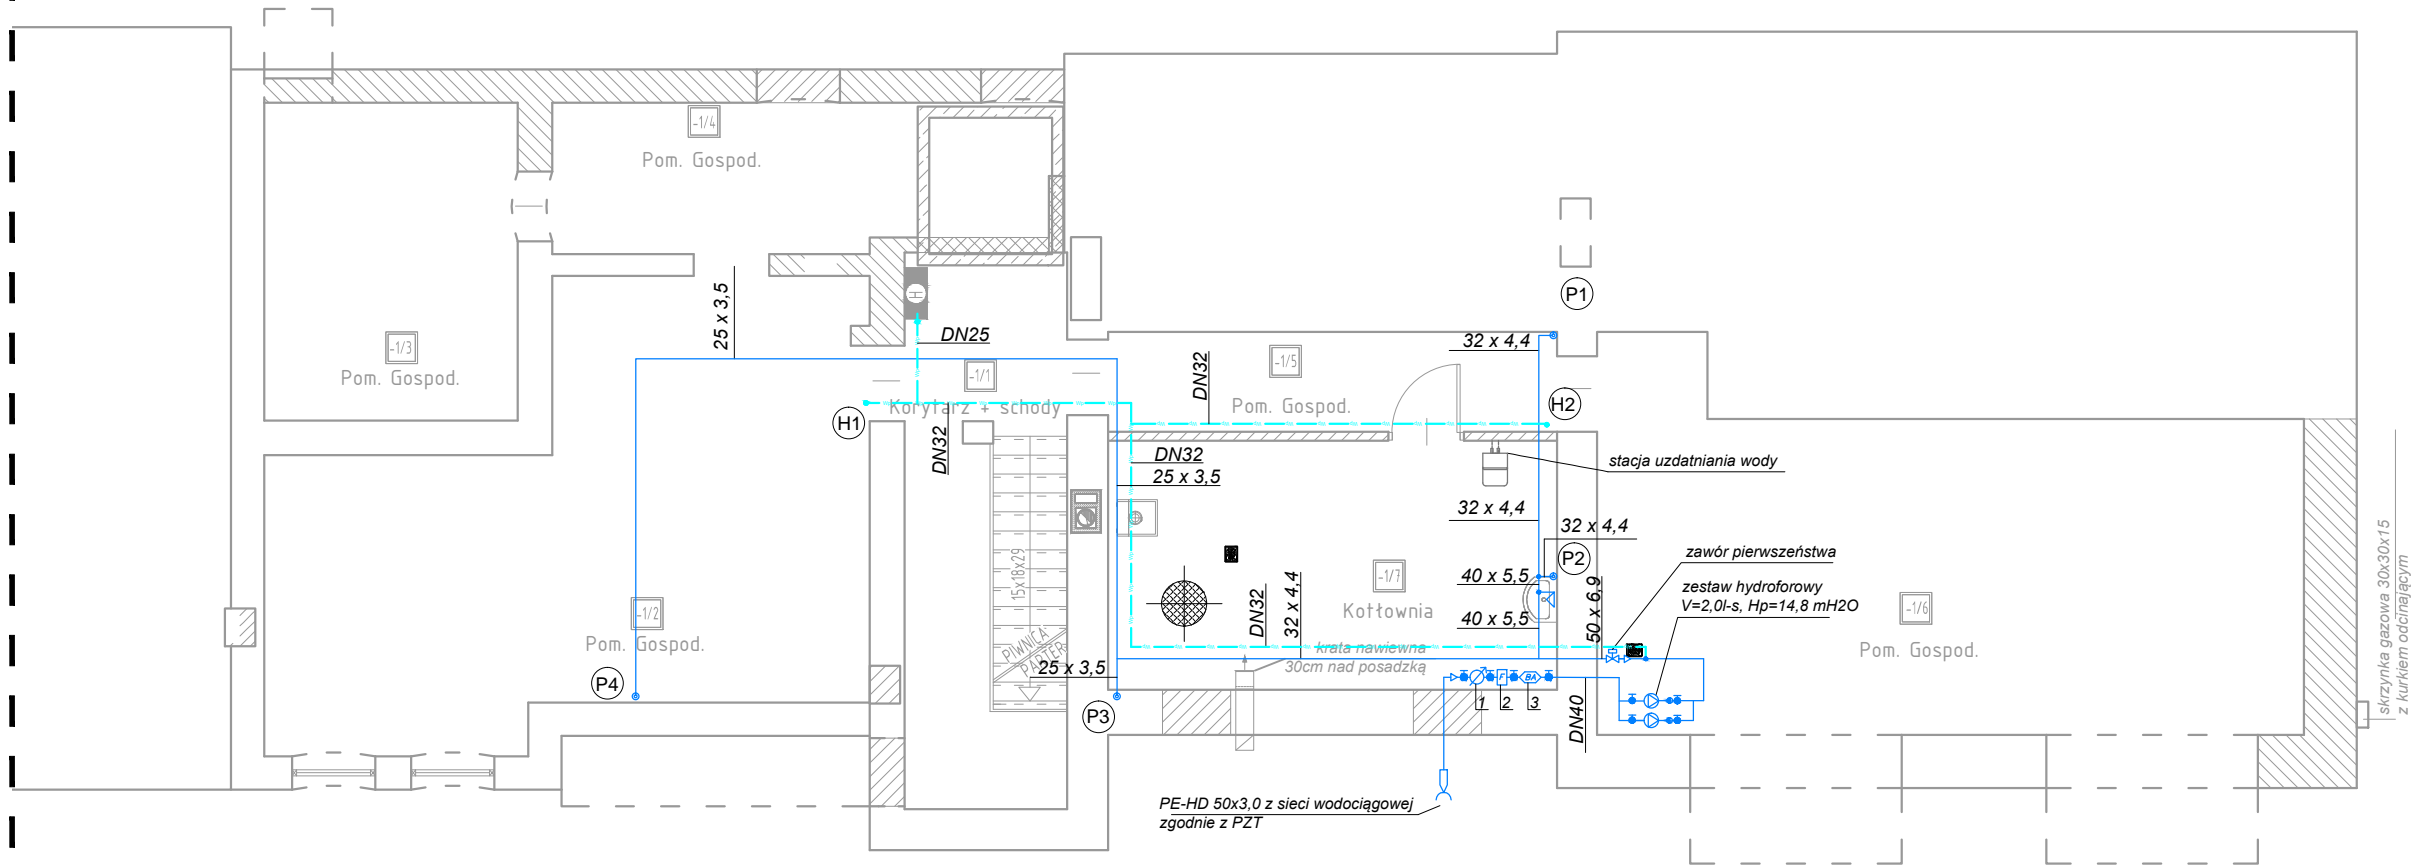 -1/4
Pom. Gospod.
H
25 x 3,5
DN25
P1
-1/3
Pom. Gospod.
-1/1
Korytarz + schody
H1
DN32
DN32
-1/5
Pom. Gospod.
32 x 4,4
H2
DN32
25 x 3,5
stacja uzdatniania wody
32 x 4,4
32 x 4,4
P2
15x18x29
PIWNICA
PARTER
-1/7
Kotłownia
DN32
32 x 4,4
40 x 5,5
40 x 5,5
50 x 6,9
zawór pierwszeństwa
zestaw hydroforowy
V=2,0l-s, Hp=14,8 mH2O
-1/6
Pom. Gospod.
-1/2
Pom. Gospod.
P4
25 x 3,5
P3
krata nawiewna
30cm nad posadzką
F
BA
1
2
3
DN40
PE-HD 50x3,0 z sieci wodociągowej
zgodnie z PZT
skrzynka gazowa 30x30x15
z kurkiem odcinającym